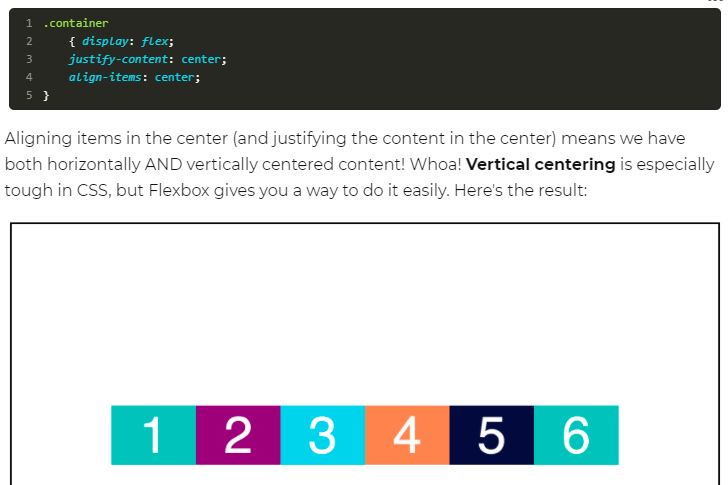 1 .container
2 { display: flex;
3 justify-content: center;
4 align-items: center;
5 }
Aligning items in the center (and justifying the content in the center) means we have
both horizontally AND vertically centered content! Whoa! Vertical centering is especially
tough in CSS, but Flexbox gives you a way to do it easily. Here's the result:
1 2 3 4 5 6